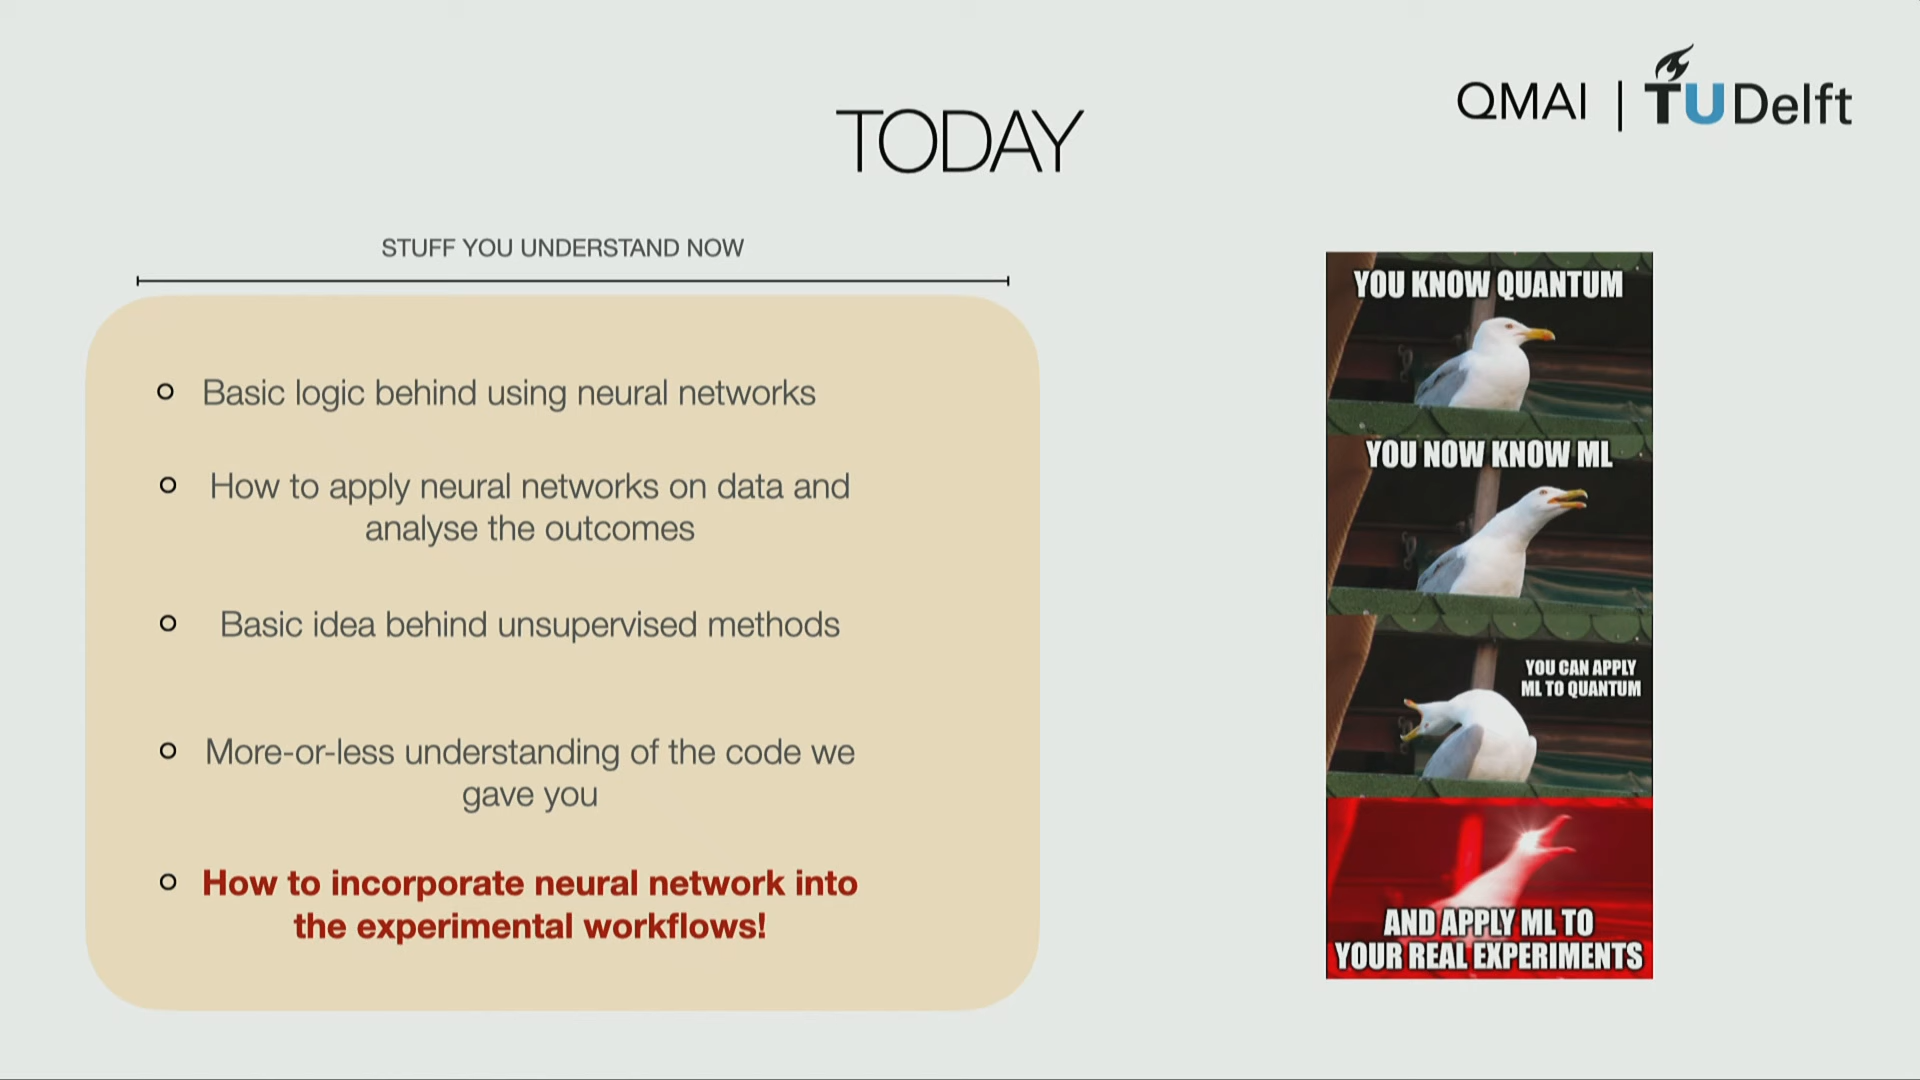 QMAI | TUDelft
TODAY
STUFF YOU UNDERSTAND NOW
Basic logic behind using neural networks
How to apply neural networks on data and
analyse the outcomes
Basic idea behind unsupervised methods
More-or-less understanding of the code we
gave you
How to incorporate neural network into
the experimental workflows!
YOU KNOW QUANTUM
YOU NOW KNOW ML
YOU CAN APPLY
ML TO QUANTUM
AND APPLY ML TO
YOUR REAL EXPERIMENTS